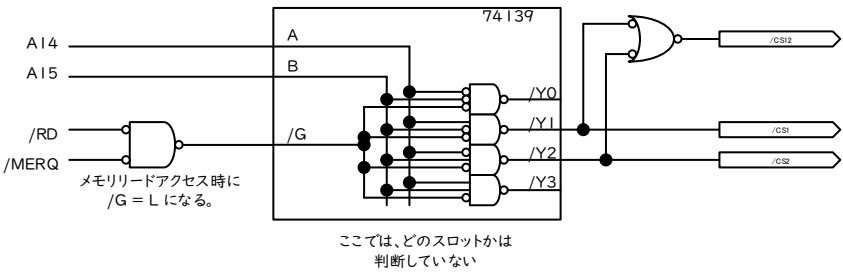 74139
A14
A
/CS12
A15
B
/Y0
/RD
/Y1
/CS1
/G
/MERQ
/Y2
/CS2
メモリリードアクセス時に
/G = L になる。
/Y3
ここでは、どのスロットかは
判断していない